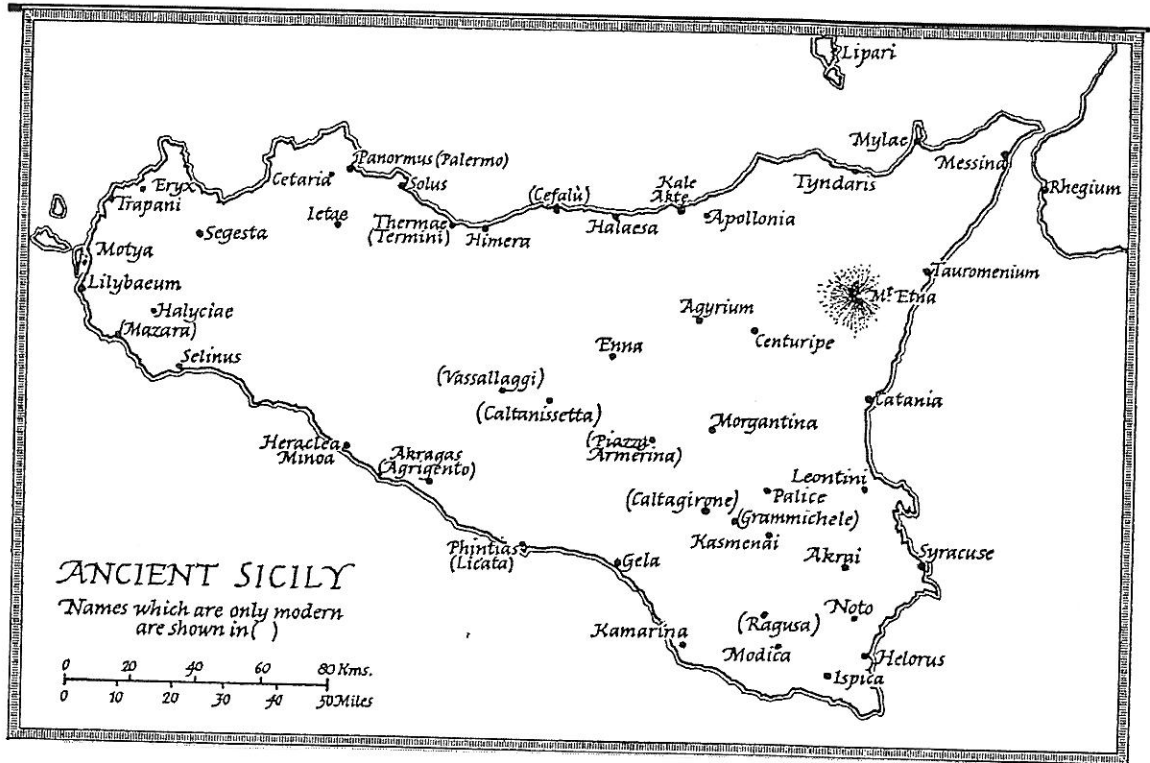 Lipari
Mylae
Messina
Rhegium
Panormus (Palermo)
Cetaria
Solus
Eryx
Trapani
Tyndaris
(Cefalù)
Kale
Akte
Apollonia
Halaesa
Ietae
Thermae
(Termini)
Himera
Segesta
Motya
Lilybaeum
Halyciae
(Mazara)
Selinus
Tauromenium
Mt. Etna
Agyrium
Centuripe
Enna
(Vassallaggi)
(Caltanissetta)
Catania
Morgantina
(Piazza
Armerina)
Heraclea
Minoa
Akragas
(Agrigento)
Leontini
Palice
(Caltagirone)
(Grammichele)
Kasmenai
Akrai
Syracuse
Phintias
(Licata)
Gela
ANCIENT SICILY
Names which are only modern
are shown in ( )
Noto
(Ragusa)
Kamarina
Modica
Helorus
Ispica
0 20 40 60 80 Kms.
0 10 20 30 40 50 Miles